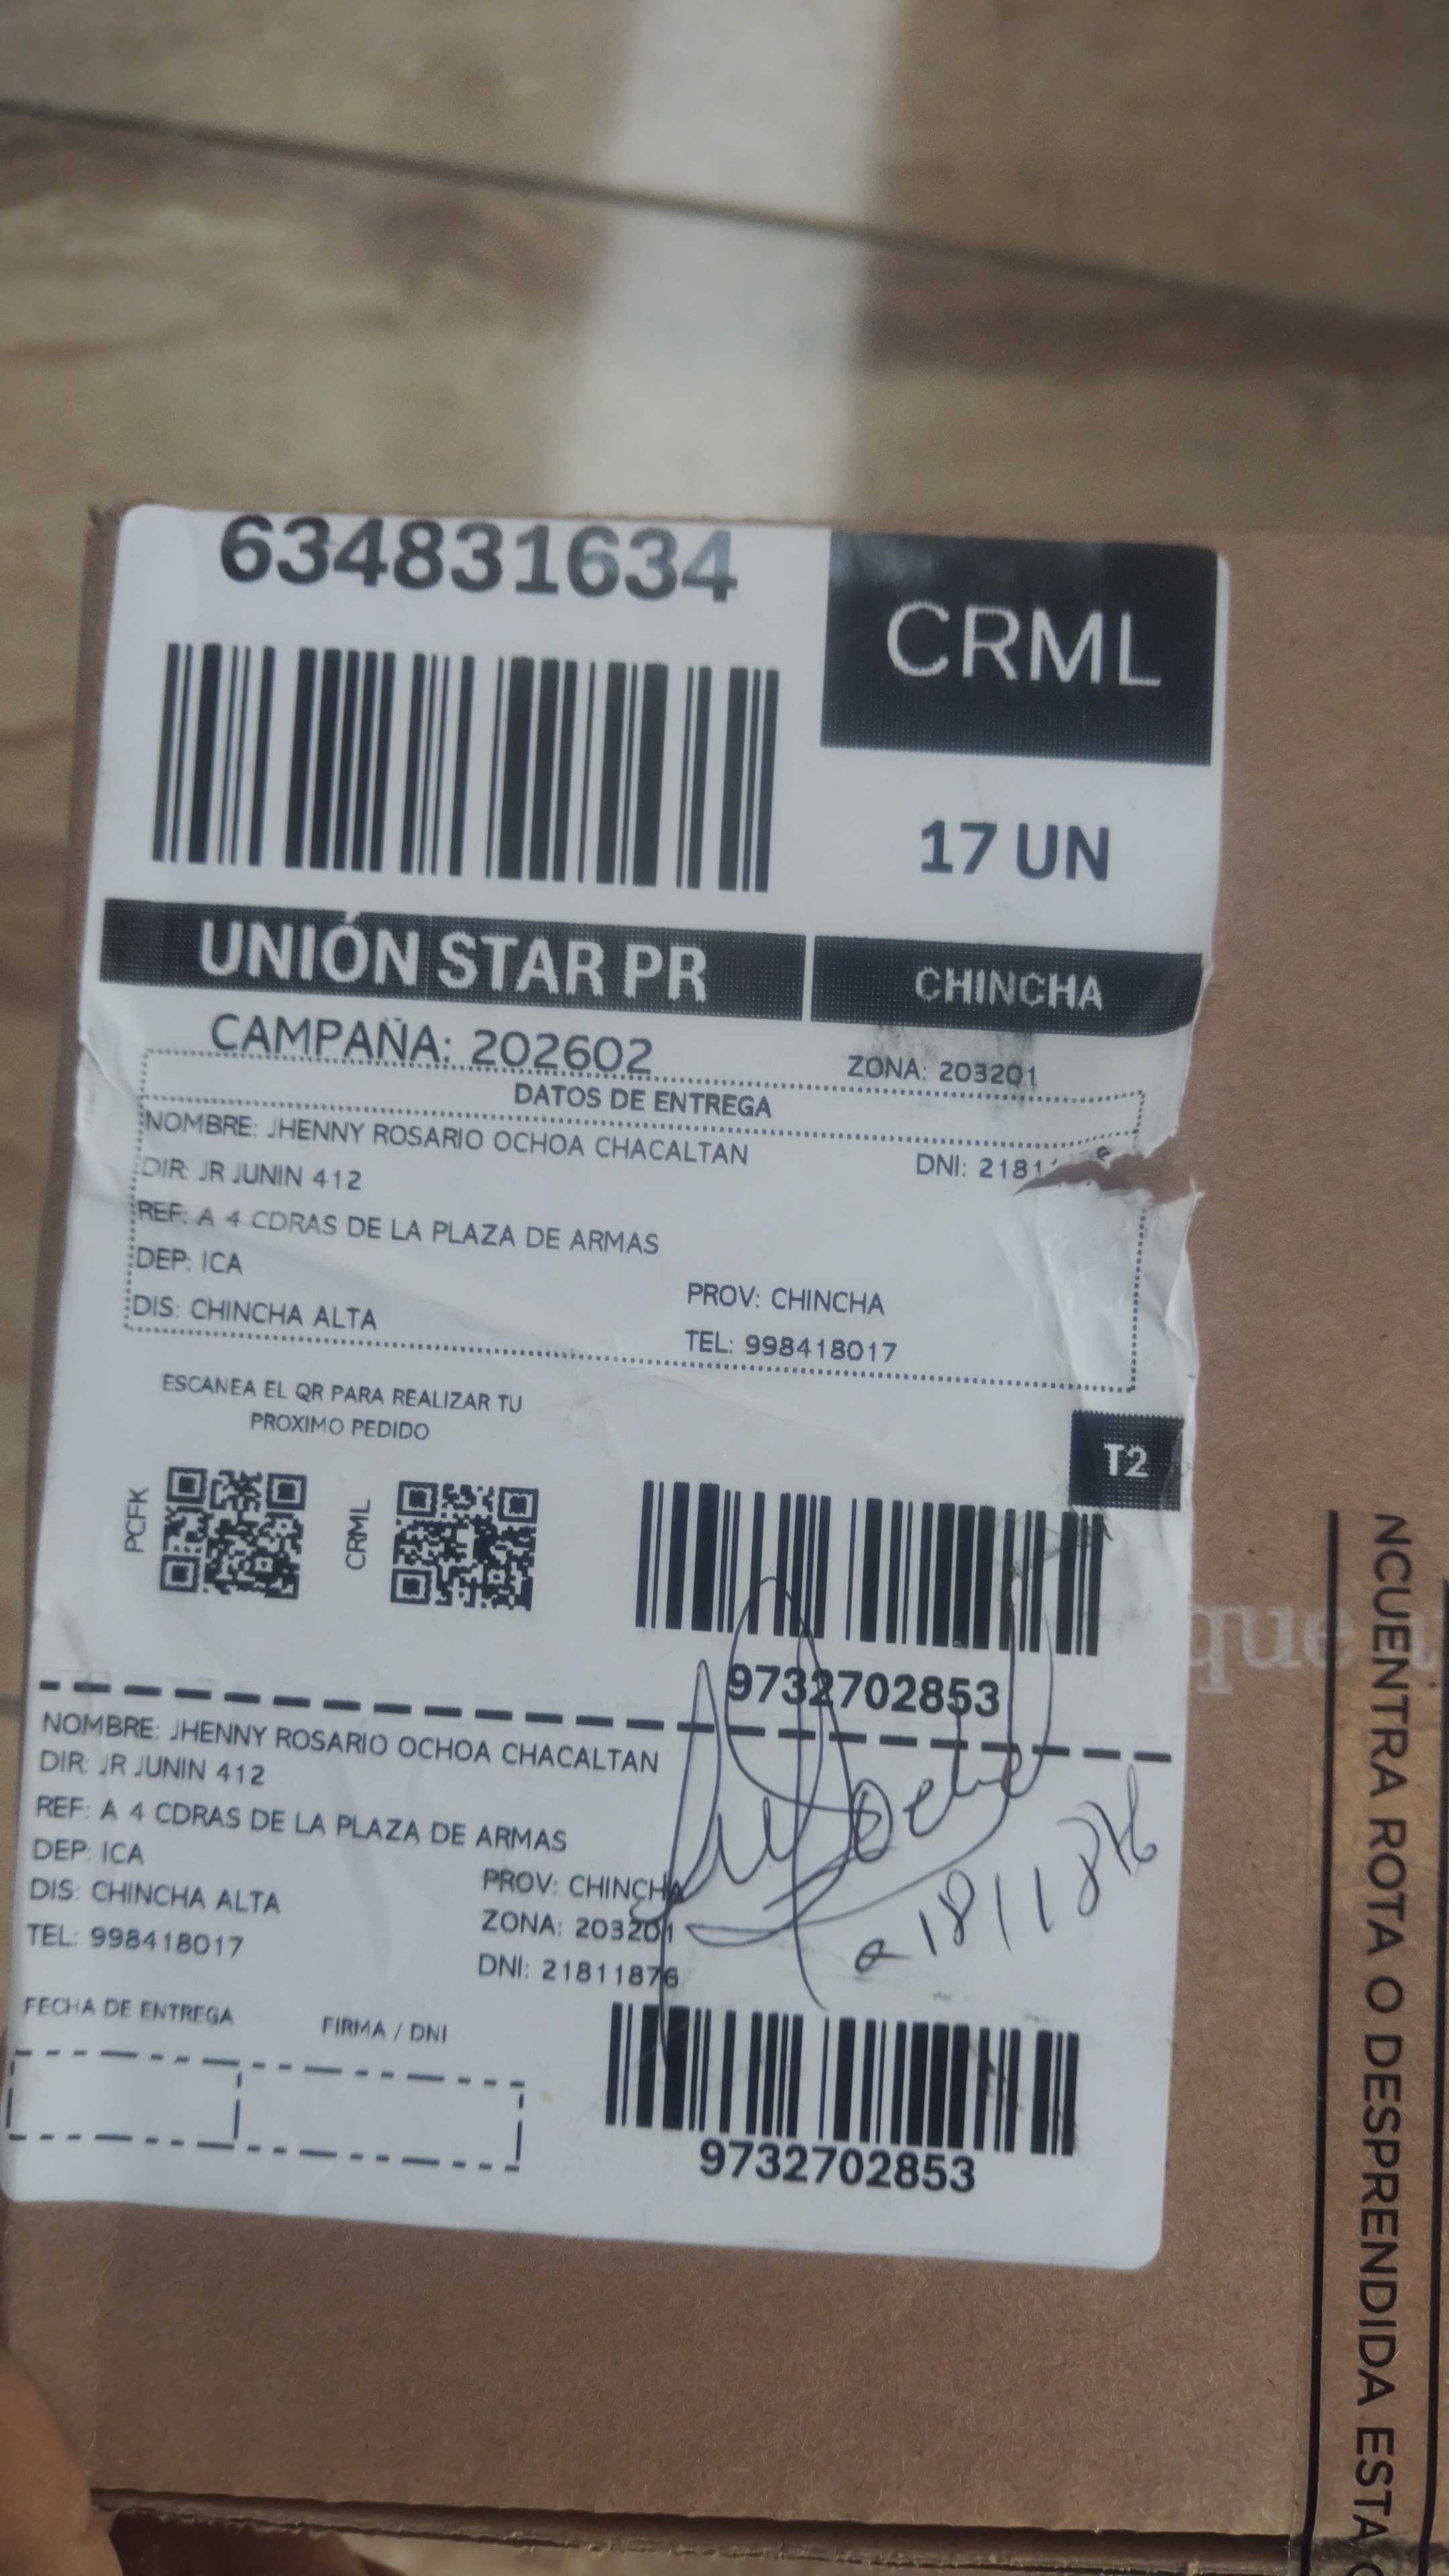 634831634
CRML
17 UN
UNIÓN STAR PR
CHINCHA
CAMPAÑA: 202602
ZONA: 203201
DATOS DE ENTREGA
NOMBRE: JHENNY ROSARIO OCHOA CHACALTAN
DNI: 2181
DIR: JR JUNIN 412
REF: A 4 CDRAS DE LA PLAZA DE ARMAS
DEP: ICA
PROV: CHINCHA
DIS: CHINCHA ALTA
TEL: 998418017
ESCANEA EL QR PARA REALIZAR TU
PROXIMO PEDIDO
T2
PCFK
CRML
9732702853
NOMBRE: JHENNY ROSARIO OCHOA CHACALTAN
DIR: JR JUNIN 412
REF: A 4 CDRAS DE LA PLAZA DE ARMAS
DEP: ICA
PROV: CHINCHA
DIS: CHINCHA ALTA
ZONA: 203201
TEL: 998418017
DNI: 21811876
FECHA DE ENTREGA
FIRMA / DNI
9732702853
NCUENTRA ROTA O DESPRENDIDA ESTA
que